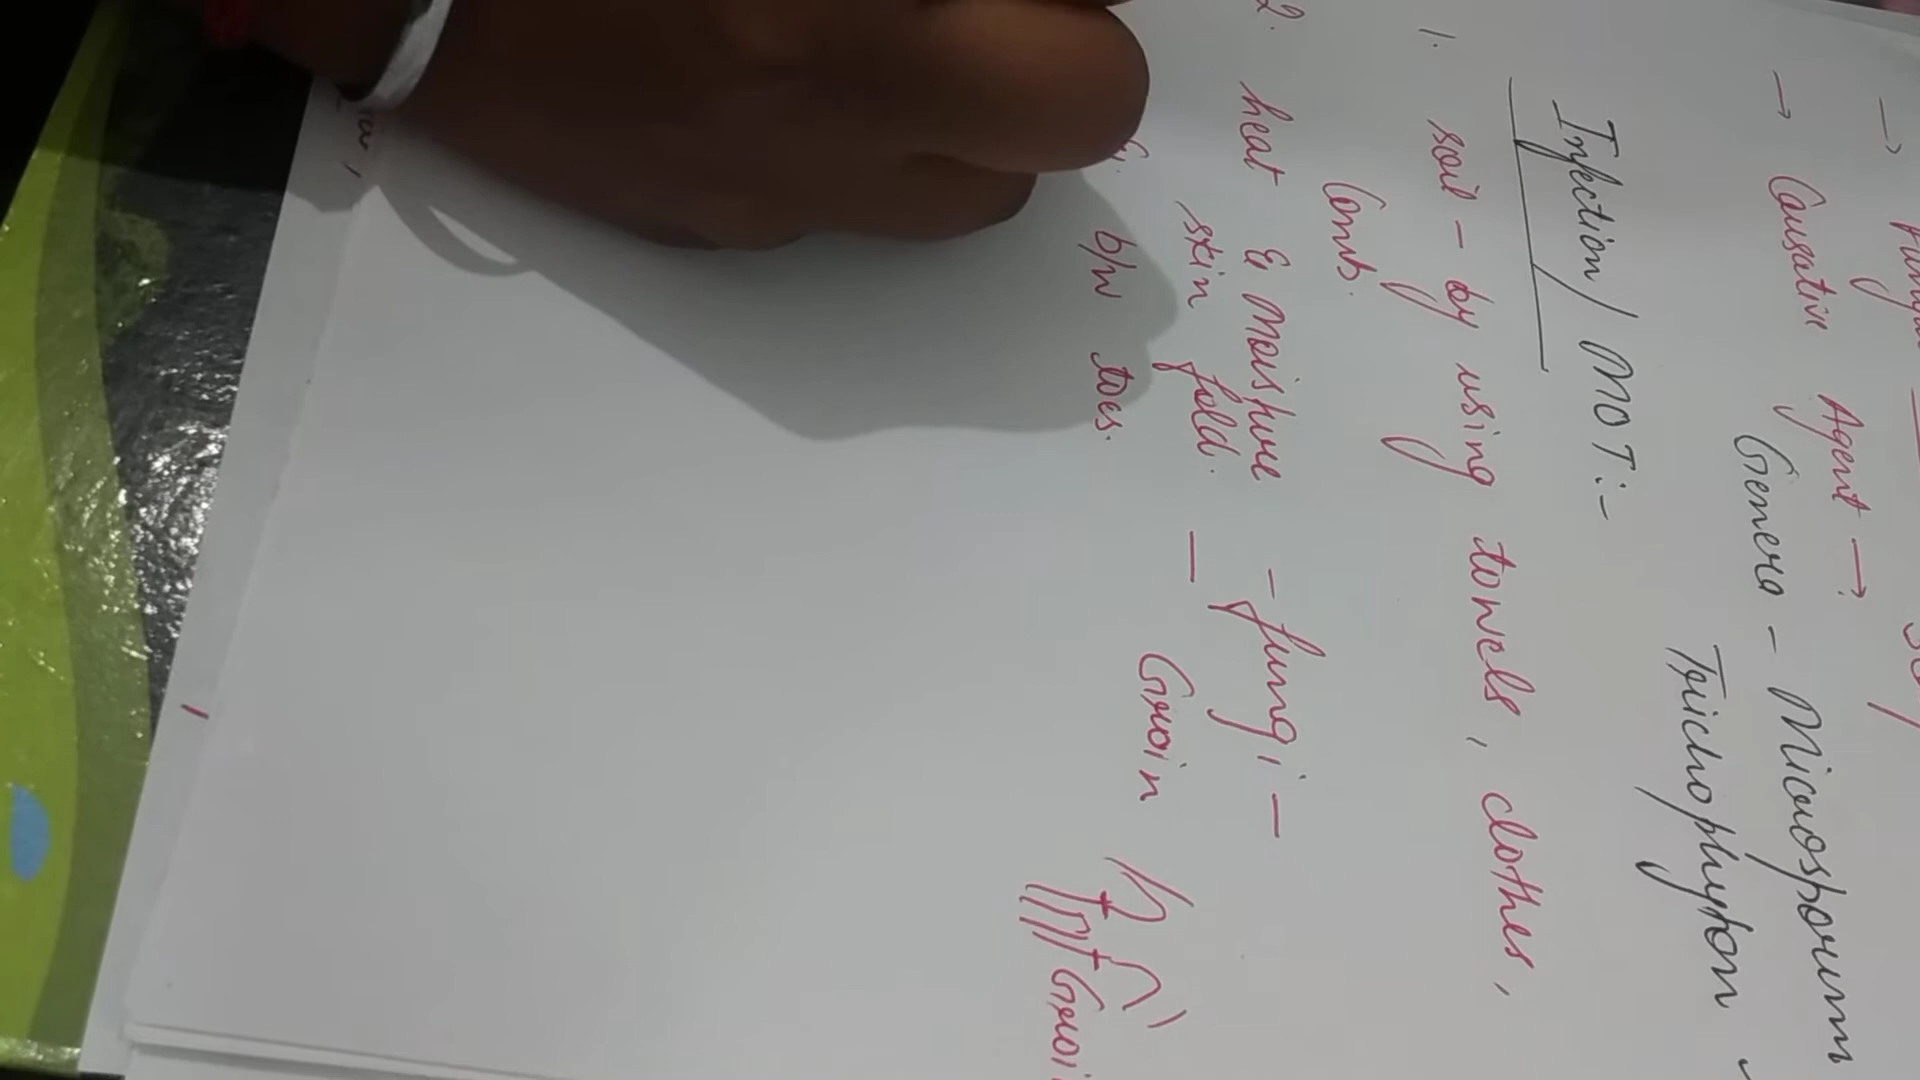 → Causative Agent →
Genera - Microsporum
Trichophyton
Infection / MOT :-
1. soil - by using towels, clothes,
Combs.
2. heat & moisture - fungi -
skin fold. - Groin
b/w toes.
Groin